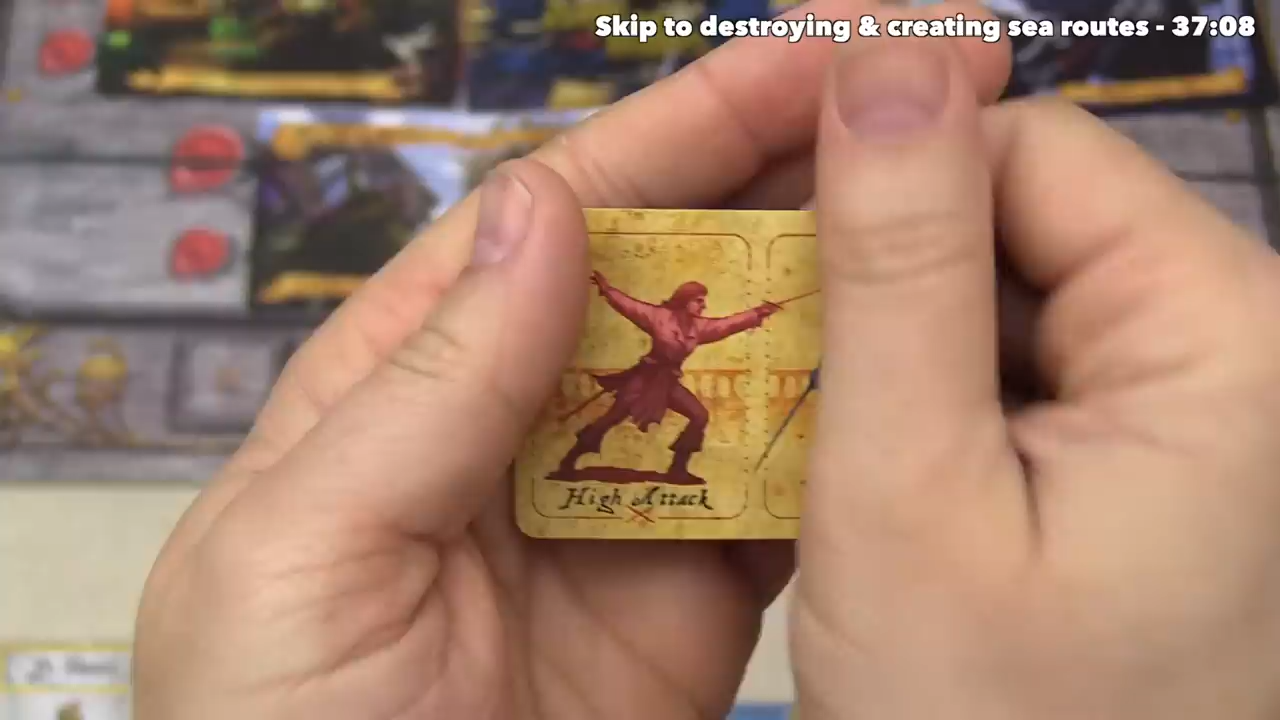 Skip to destroying & creating sea routes - 37:08
High Attack